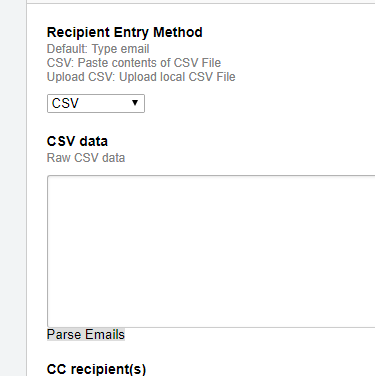 Recipient Entry Method
Default: Type email
CSV: Paste contents of CSV File
Upload CSV: Upload local CSV File
CSV
CSV data
Raw CSV data
Parse Emails
CC recipient(s)